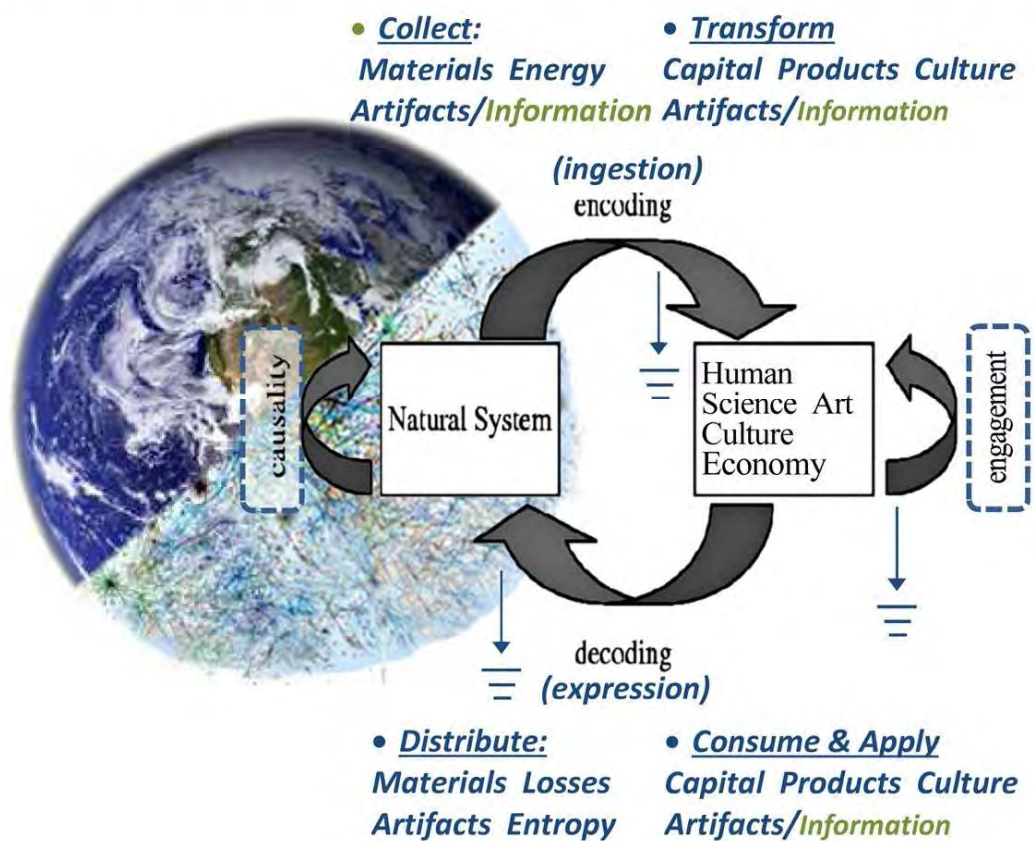 • Collect:
Materials Energy
Artifacts/Information
• Transform
Capital Products Culture
Artifacts/Information
(ingestion)
encoding
causality
Natural System
Human
Science Art
Culture
Economy
engagement
decoding
(expression)
• Distribute:
Materials Losses
Artifacts Entropy
• Consume & Apply
Capital Products Culture
Artifacts/Information